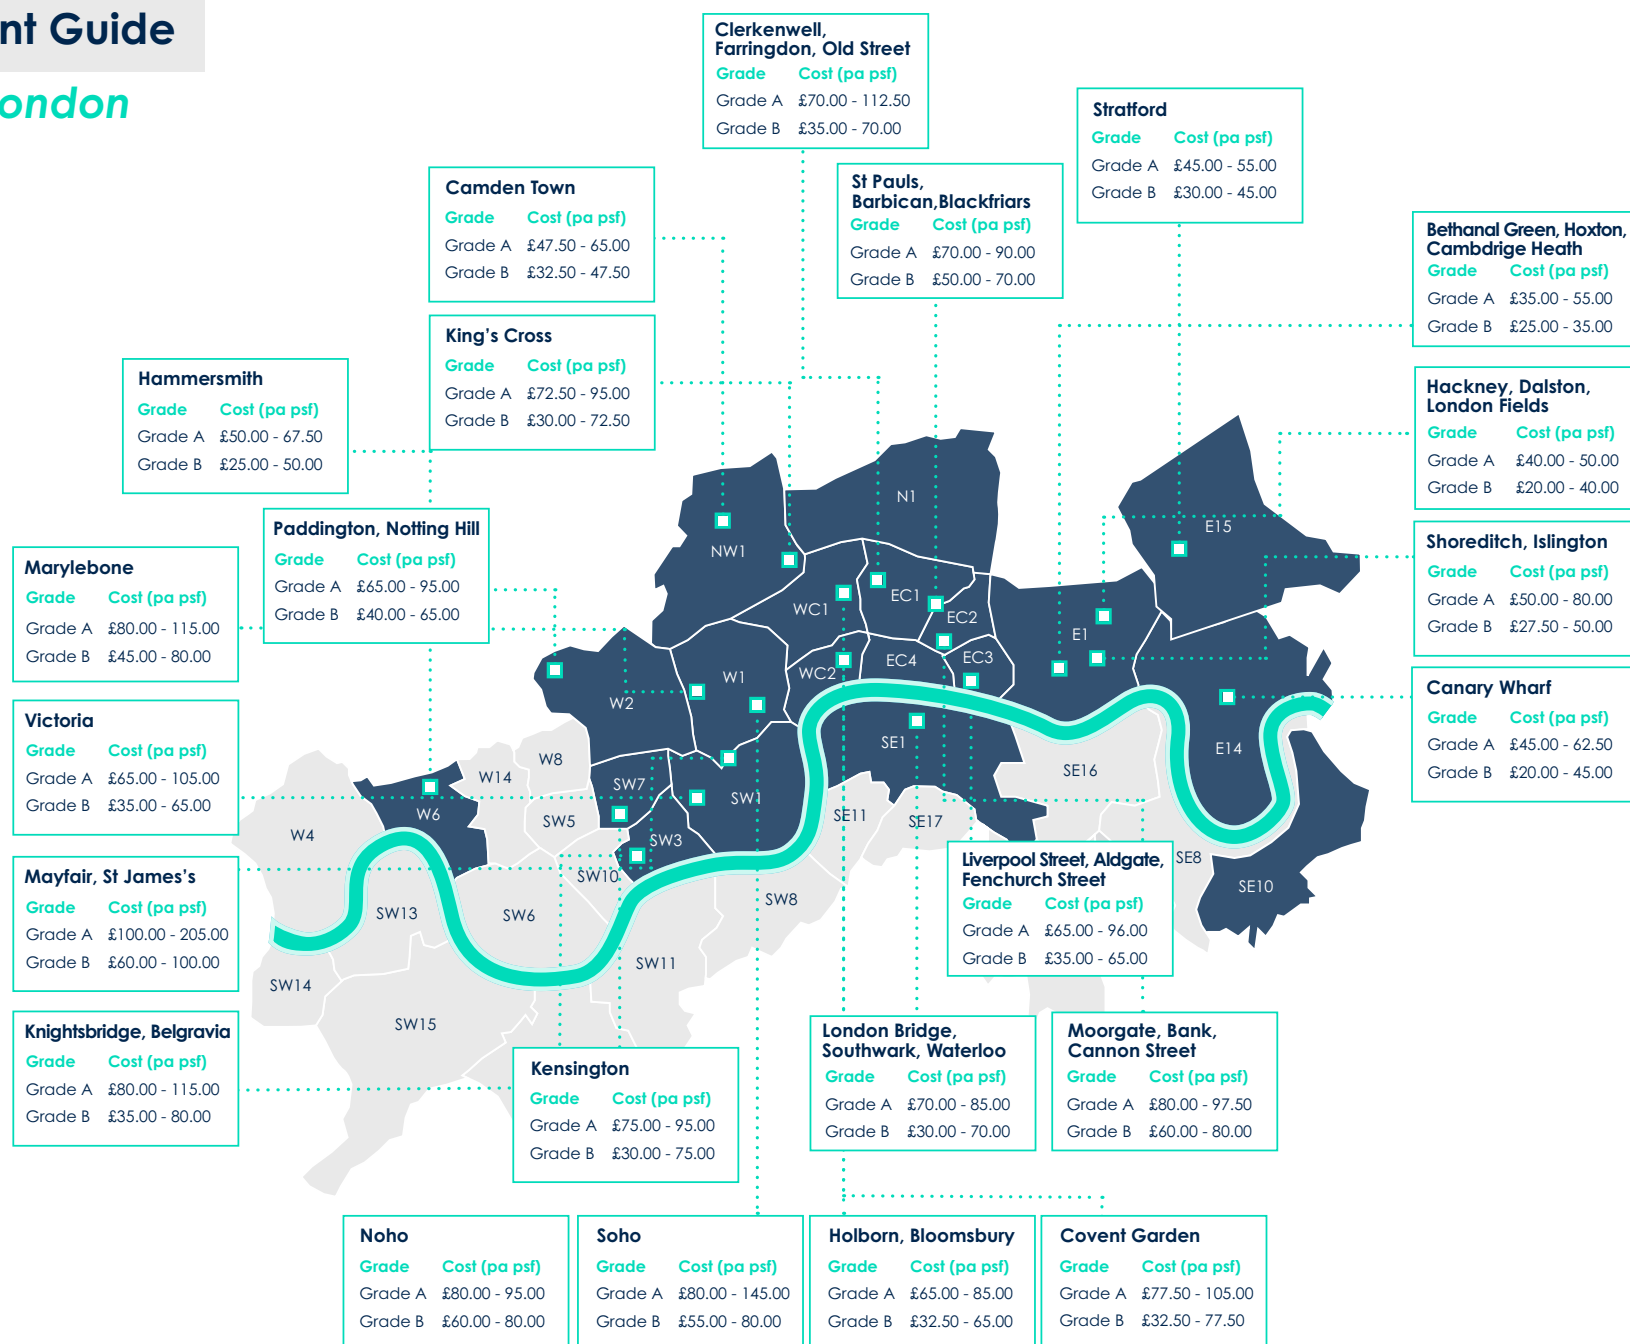 nt Guide
ondon
Clerkenwell,
Farringdon, Old Street
Grade Cost (pa psf)
Grade A £70.00 - 112.50
Grade B £35.00 - 70.00
Stratford
Grade Cost (pa psf)
Grade A £45.00 - 55.00
Grade B £30.00 - 45.00
Camden Town
Grade Cost (pa psf)
Grade A £47.50 - 65.00
Grade B £32.50 - 47.50
St Pauls,
Barbican,Blackfriars
Grade Cost (pa psf)
Grade A £70.00 - 90.00
Grade B £50.00 - 70.00
Bethanal Green, Hoxton,
Cambdrige Heath
Grade Cost (pa psf)
Grade A £35.00 - 55.00
Grade B £25.00 - 35.00
King’s Cross
Grade Cost (pa psf)
Grade A £72.50 - 95.00
Grade B £30.00 - 72.50
Hammersmith
Grade Cost (pa psf)
Grade A £50.00 - 67.50
Grade B £25.00 - 50.00
Hackney, Dalston,
London Fields
Grade Cost (pa psf)
Grade A £40.00 - 50.00
Grade B £20.00 - 40.00
Paddington, Notting Hill
Grade Cost (pa psf)
Grade A £65.00 - 95.00
Grade B £40.00 - 65.00
Shoreditch, Islington
Grade Cost (pa psf)
Grade A £50.00 - 80.00
Grade B £27.50 - 50.00
Marylebone
Grade Cost (pa psf)
Grade A £80.00 - 115.00
Grade B £45.00 - 80.00
Canary Wharf
Grade Cost (pa psf)
Grade A £45.00 - 62.50
Grade B £20.00 - 45.00
Victoria
Grade Cost (pa psf)
Grade A £65.00 - 105.00
Grade B £35.00 - 65.00
Mayfair, St James’s
Grade Cost (pa psf)
Grade A £100.00 - 205.00
Grade B £60.00 - 100.00
Knightsbridge, Belgravia
Grade Cost (pa psf)
Grade A £80.00 - 115.00
Grade B £35.00 - 80.00
N1
E15
NW1
WC1
EC1
EC2
E1
EC3
EC4
WC2
W1
W2
SE1
E14
W8
W14
SW7
SW1
SE16
W6
SW5
W4
SW3
SE11
SE17
SE8
SE10
SW10
SW8
SW13
SW6
SW11
SW14
SW15
Liverpool Street, Aldgate,
Fenchurch Street
Grade Cost (pa psf)
Grade A £65.00 - 96.00
Grade B £35.00 - 65.00
Kensington
Grade Cost (pa psf)
Grade A £75.00 - 95.00
Grade B £30.00 - 75.00
London Bridge,
Southwark, Waterloo
Grade Cost (pa psf)
Grade A £70.00 - 85.00
Grade B £30.00 - 70.00
Moorgate, Bank,
Cannon Street
Grade Cost (pa psf)
Grade A £80.00 - 97.50
Grade B £60.00 - 80.00
Noho
Grade Cost (pa psf)
Grade A £80.00 - 95.00
Grade B £60.00 - 80.00
Soho
Grade Cost (pa psf)
Grade A £80.00 - 145.00
Grade B £55.00 - 80.00
Holborn, Bloomsbury
Grade Cost (pa psf)
Grade A £65.00 - 85.00
Grade B £32.50 - 65.00
Covent Garden
Grade Cost (pa psf)
Grade A £77.50 - 105.00
Grade B £32.50 - 77.50